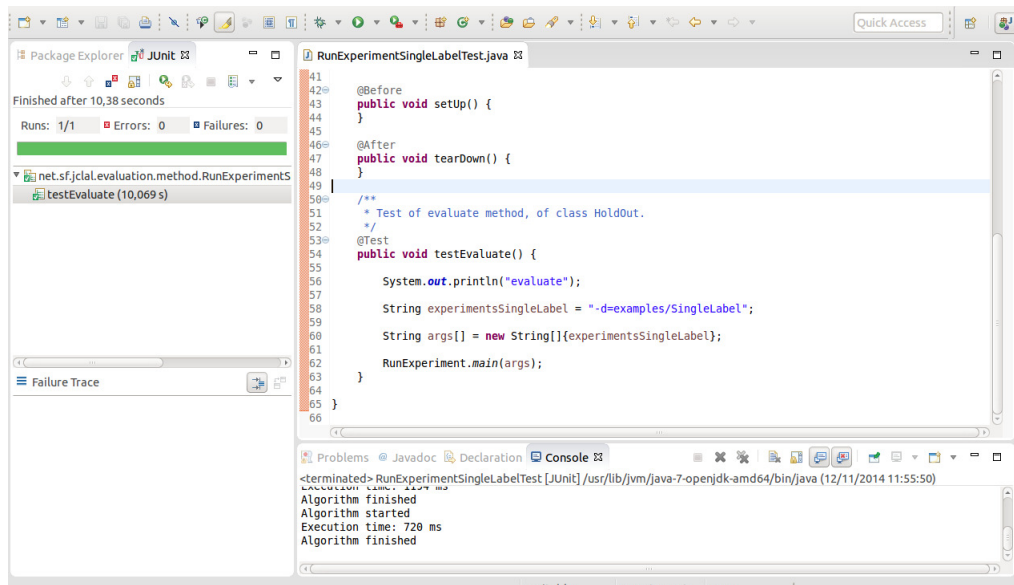 Quick Access
Package Explorer JUnit
Finished after 10,38 seconds
Runs: 1/1 Errors: 0 Failures: 0
net.sf.jclal.evaluation.method.RunExperimentS
testEvaluate (10,069 s)
Failure Trace
RunExperimentSingleLabelTest.java
41
42 @Before
43 public void setUp() {
44 }
45
46 @After
47 public void tearDown() {
48 }
49
50 /**
51 * Test of evaluate method, of class HoldOut.
52 */
53 @Test
54 public void testEvaluate() {
55
56 System.out.println("evaluate");
57
58 String experimentsSingleLabel = "-d=examples/SingleLabel";
59
60 String args[] = new String[]{experimentsSingleLabel};
61
62 RunExperiment.main(args);
63 }
64
65 }
66
Problems @ Javadoc Declaration Console
<terminated> RunExperimentSingleLabelTest [JUnit] /usr/lib/jvm/java-7-openjdk-amd64/bin/java (12/11/2014 11:55:50)
Execution time: 1194 ms
Algorithm finished
Algorithm started
Execution time: 720 ms
Algorithm finished